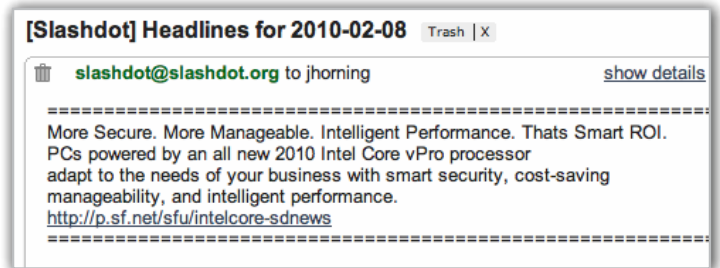 [Slashdot] Headlines for 2010-02-08 Trash | X
slashdot@slashdot.org to jhorning show details
==========================================================
More Secure. More Manageable. Intelligent Performance. Thats Smart ROI.
PCs powered by an all new 2010 Intel Core vPro processor
adapt to the needs of your business with smart security, cost-saving
manageability, and intelligent performance.
http://p.sf.net/sfu/intelcore-sdnews
==========================================================